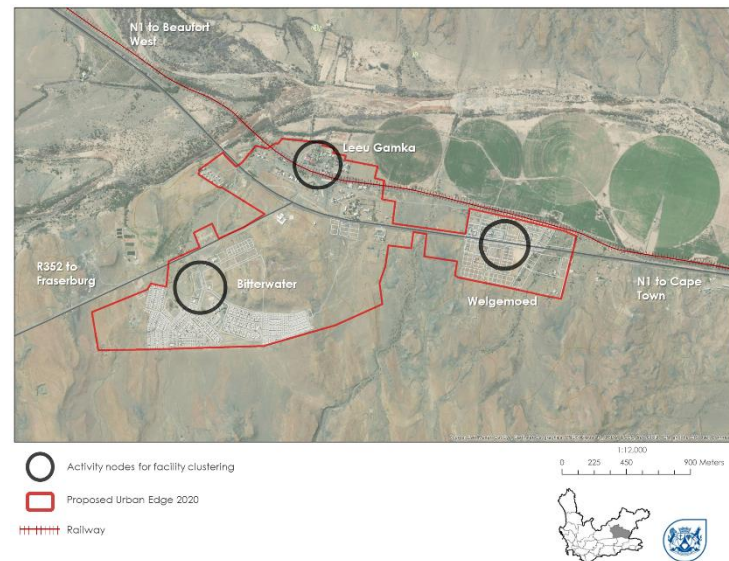 N1 to Beaufort
West
Leeu Gamka
R352 to
Fraserburg
Bitterwater
Welgemoed
N1 to Cape
Town
Activity nodes for facility clustering
Proposed Urban Edge 2020
Railway
1:12,000
0 225 450 900 Meters